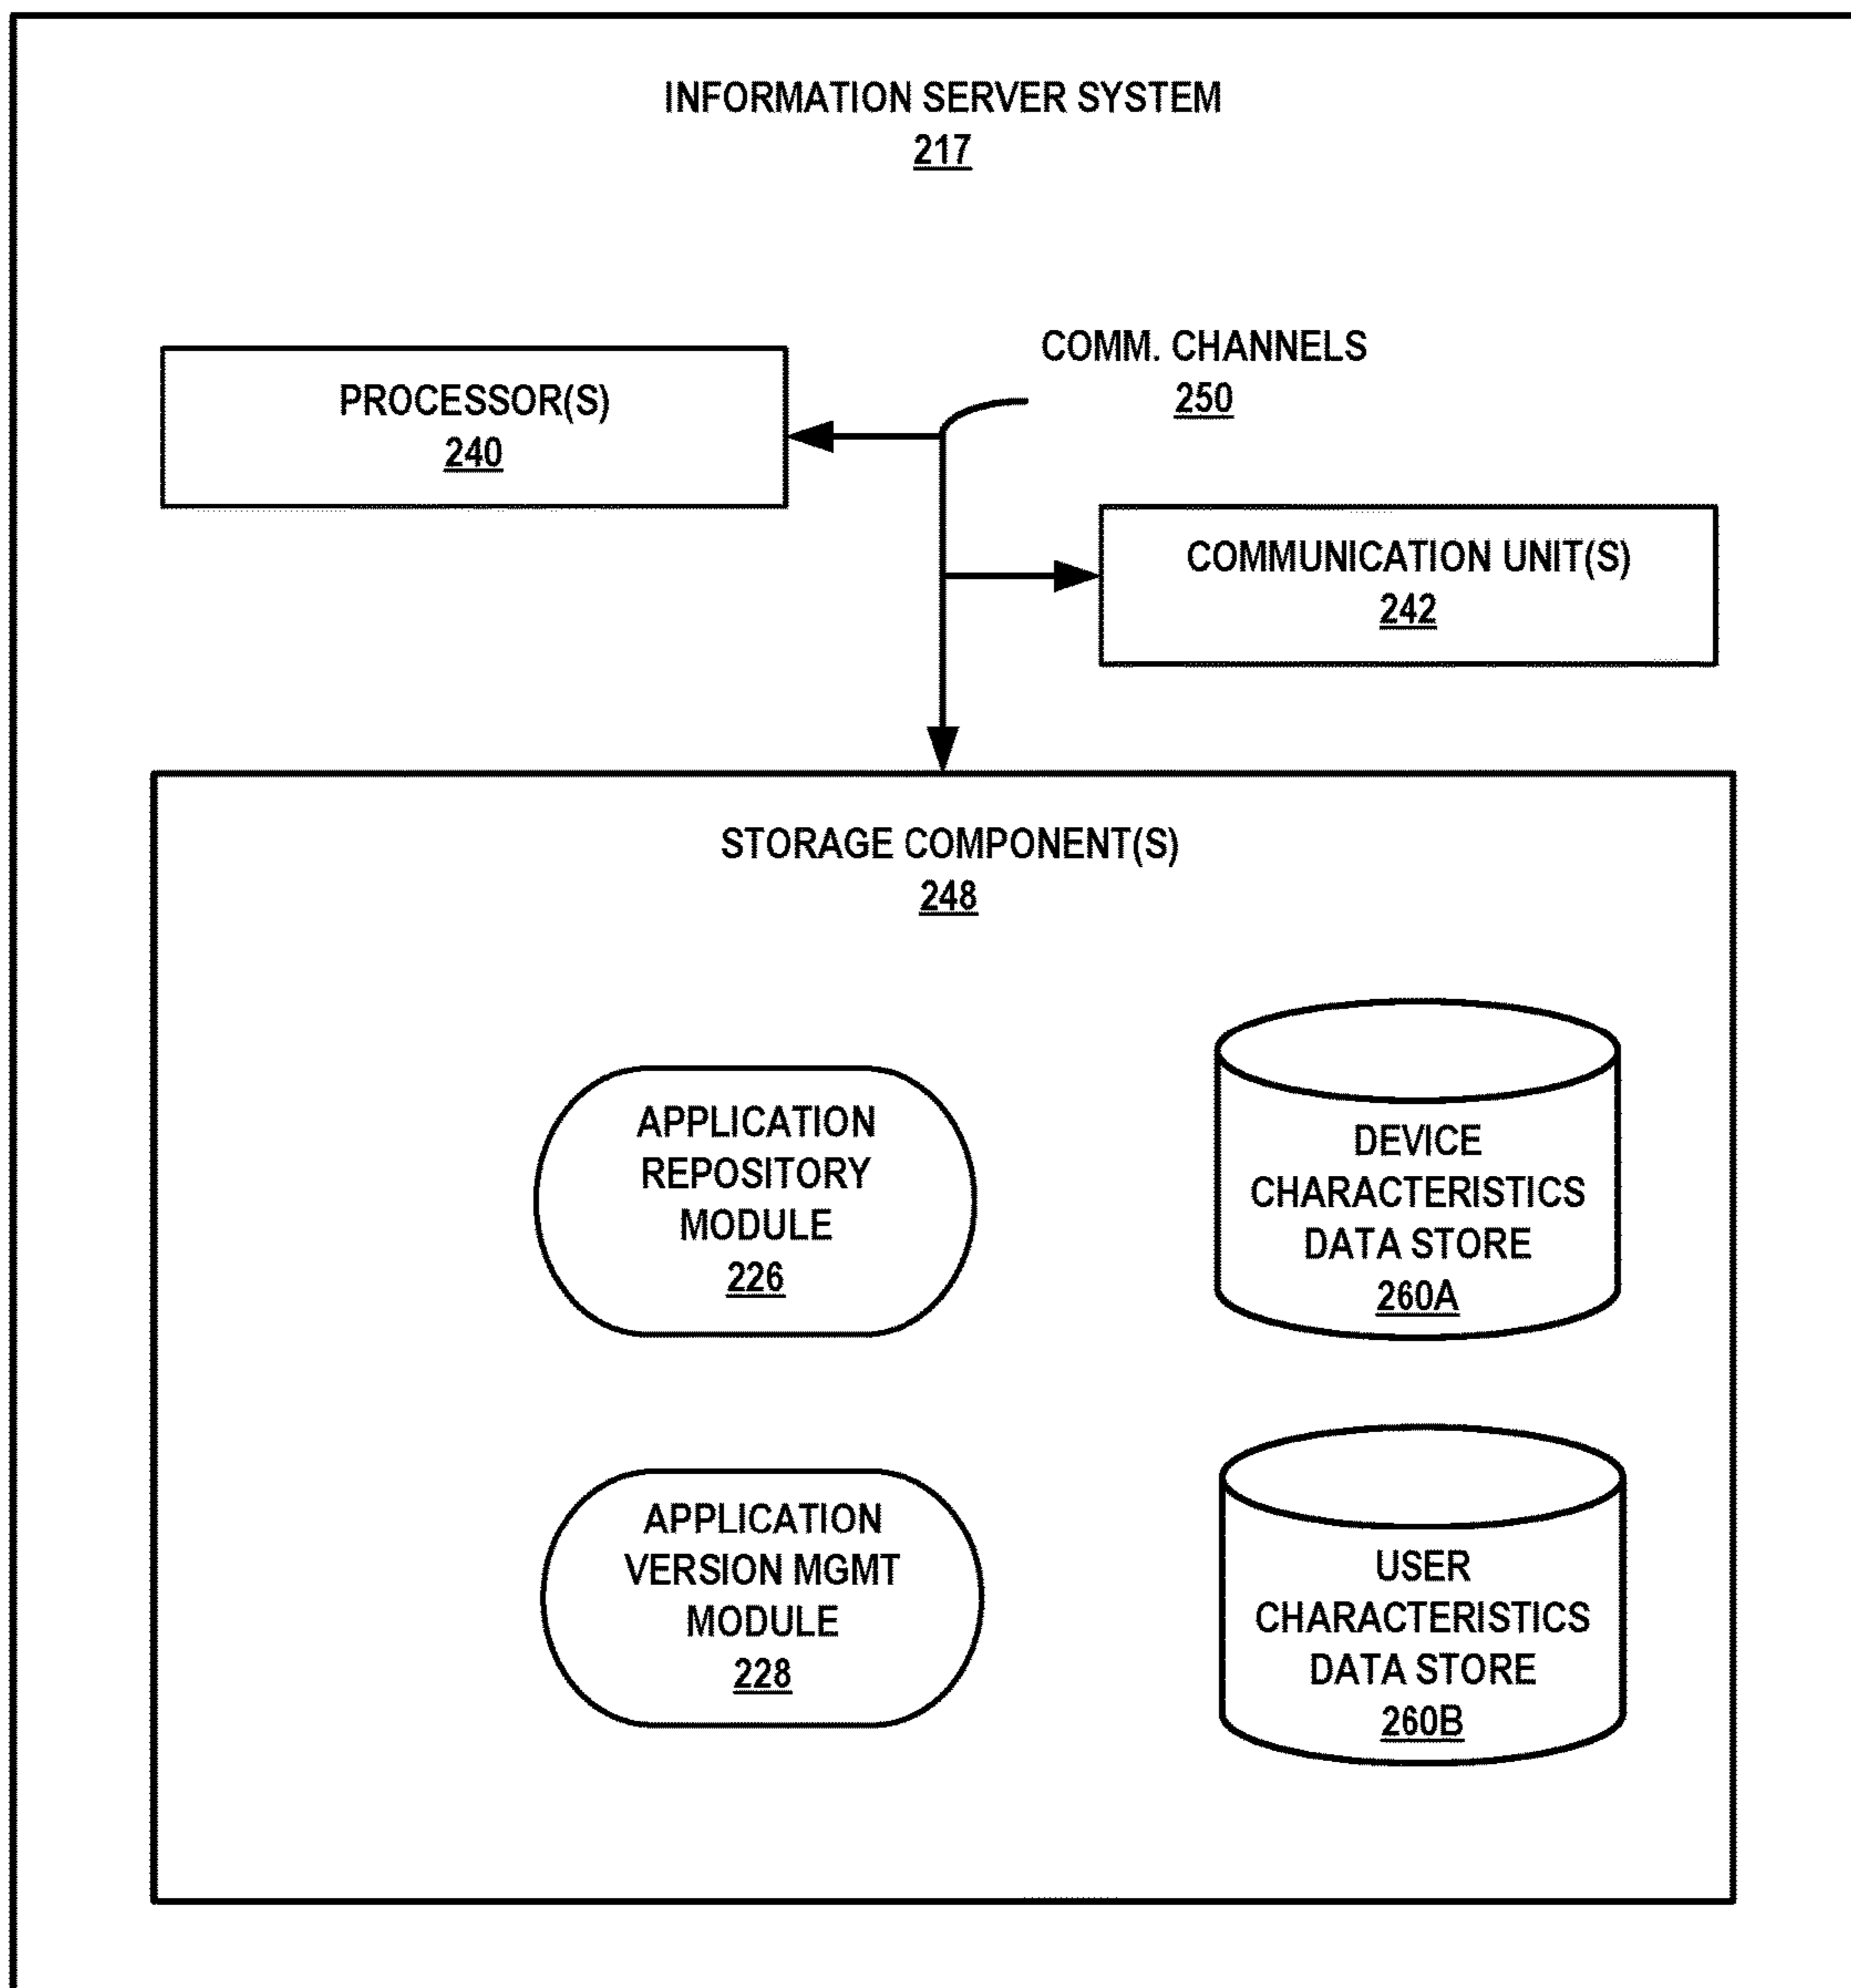 INFORMATION SERVER SYSTEM
217
COMM. CHANNELS
250
PROCESSOR(S)
240
COMMUNICATION UNIT(S)
242
STORAGE COMPONENT(S)
248
APPLICATION
REPOSITORY
MODULE
226
DEVICE
CHARACTERISTICS
DATA STORE
260A
APPLICATION
VERSION MGMT
MODULE
228
USER
CHARACTERISTICS
DATA STORE
260B